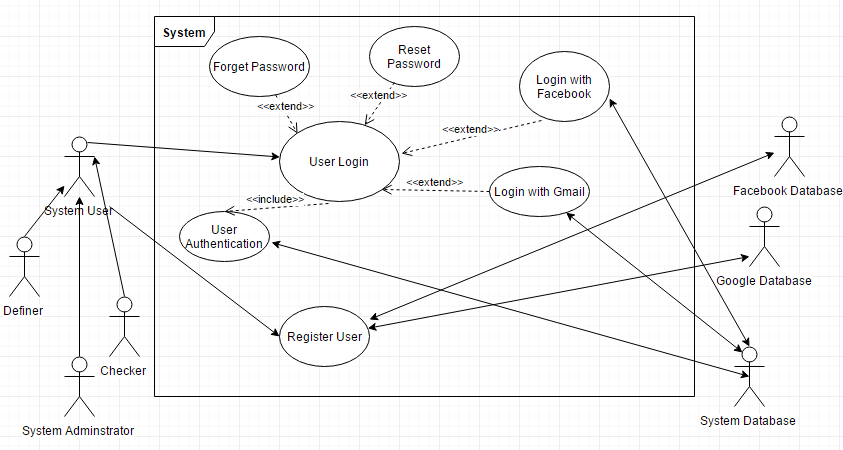 System
Forget Password
Reset
Password
Login with
Facebook
<<extend>>
<<extend>>
<<extend>>
User Login
<<extend>>
Login with Gmail
Facebook Database
<<include>>
System User
User
Authentication
Google Database
Definer
Register User
Checker
System Adminstrator
System Database